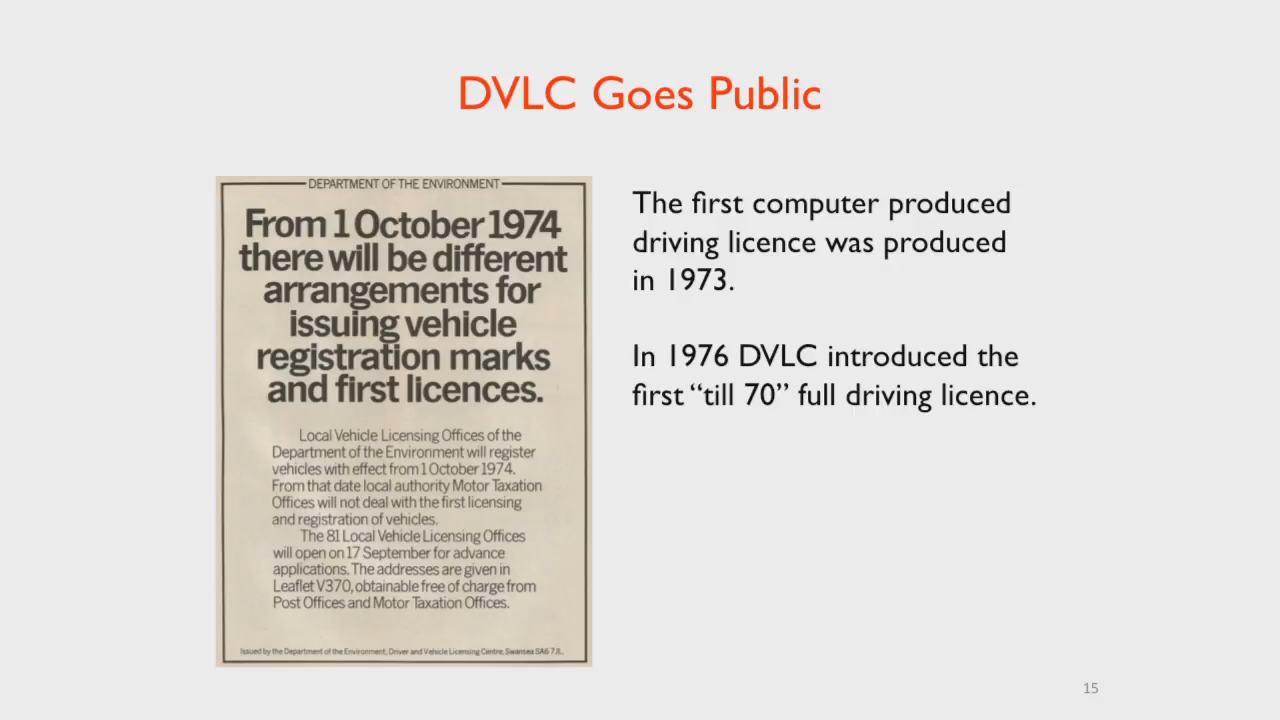 DVLC Goes Public
DEPARTMENT OF THE ENVIRONMENT
From 1 October 1974
there will be different
arrangements for
issuing vehicle
registration marks
and first licences.
Local Vehicle Licensing Offices of the
Department of the Environment will register
vehicles with effect from 1 October 1974.
From that date local authority Motor Taxation
Offices will not deal with the first licensing
and registration of vehicles.
The 81 Local Vehicle Licensing Offices
will open on 17 September for advance
applications. The addresses are given in
Leaflet V370, obtainable free of charge from
Post Offices and Motor Taxation Offices.
Issued by the Department of the Environment, Driver and Vehicle Licensing Centre, Swansea SA6 7JL.
The first computer produced
driving licence was produced
in 1973.
In 1976 DVLC introduced the
first “till 70” full driving licence.
15